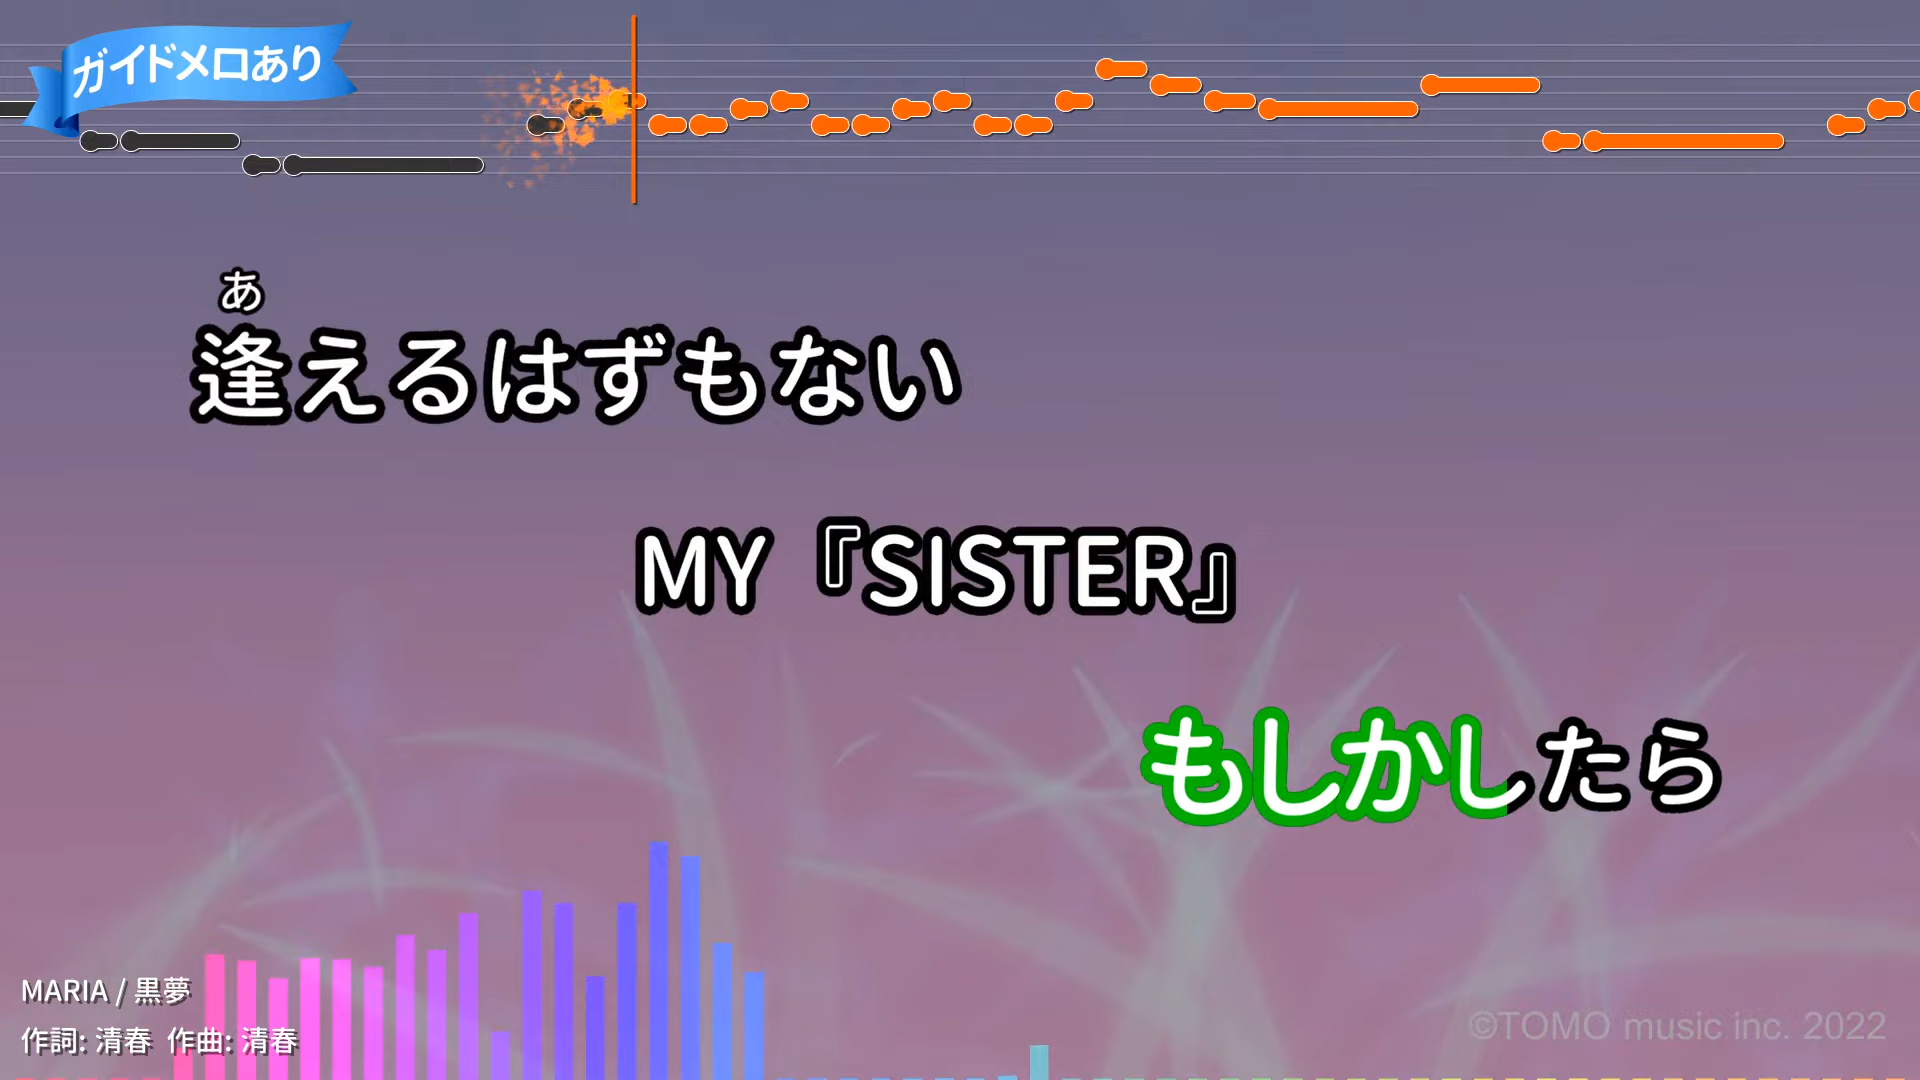 ガイドメロあり
あ
逢えるはずもない
MY『SISTER』
もしかしたら
MARIA / 黒夢
作詞: 清春 作曲: 清春
©TOMO music inc. 2022